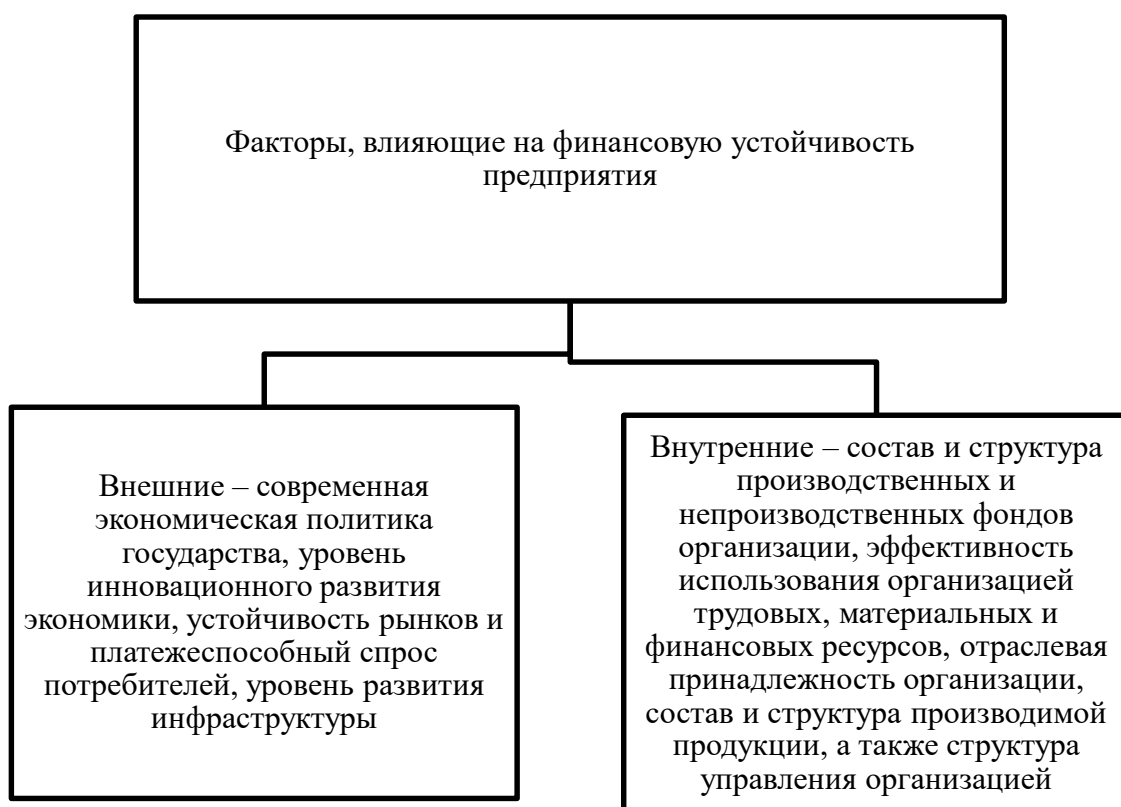 Факторы, влияющие на финансовую устойчивость
предприятия
Внешние – современная
экономическая политика
государства, уровень
инновационного развития
экономики, устойчивость рынков и
платежеспособный спрос
потребителей, уровень развития
инфраструктуры
Внутренние – состав и структура
производственных и
непроизводственных фондов
организации, эффективность
использования организацией
трудовых, материальных и
финансовых ресурсов, отраслевая
принадлежность организации,
состав и структура производимой
продукции, а также структура
управления организацией